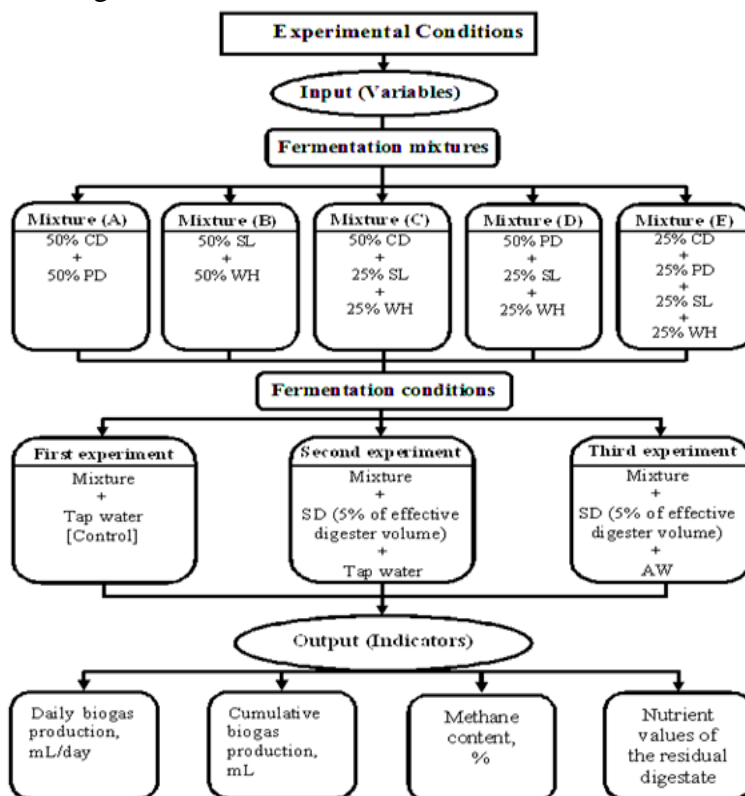 Experimental Conditions
Input (Variables)
Fermentation mixtures
Mixture (A)
50% CD
+
50% PD
Mixture (B)
50% SL
+
50% WH
Mixture (C)
50% CD
+
25% SL
+
25% WH
Mixture (D)
50% PD
+
25% SL
+
25% WH
Mixture (E)
25% CD
+
25% PD
+
25% SL
+
25% WH
Fermentation conditions
First experiment
Mixture
+
Tap water
[Control]
Second experiment
Mixture
+
SD (5% of effective
digester volume)
+
Tap water
Third experiment
Mixture
+
SD (5% of effective
digester volume)
+
AW
Output (Indicators)
Daily biogas
production,
mL/day
Cumulative
biogas
production,
mL
Methane
content,
%
Nutrient
values of
the residual
digestate